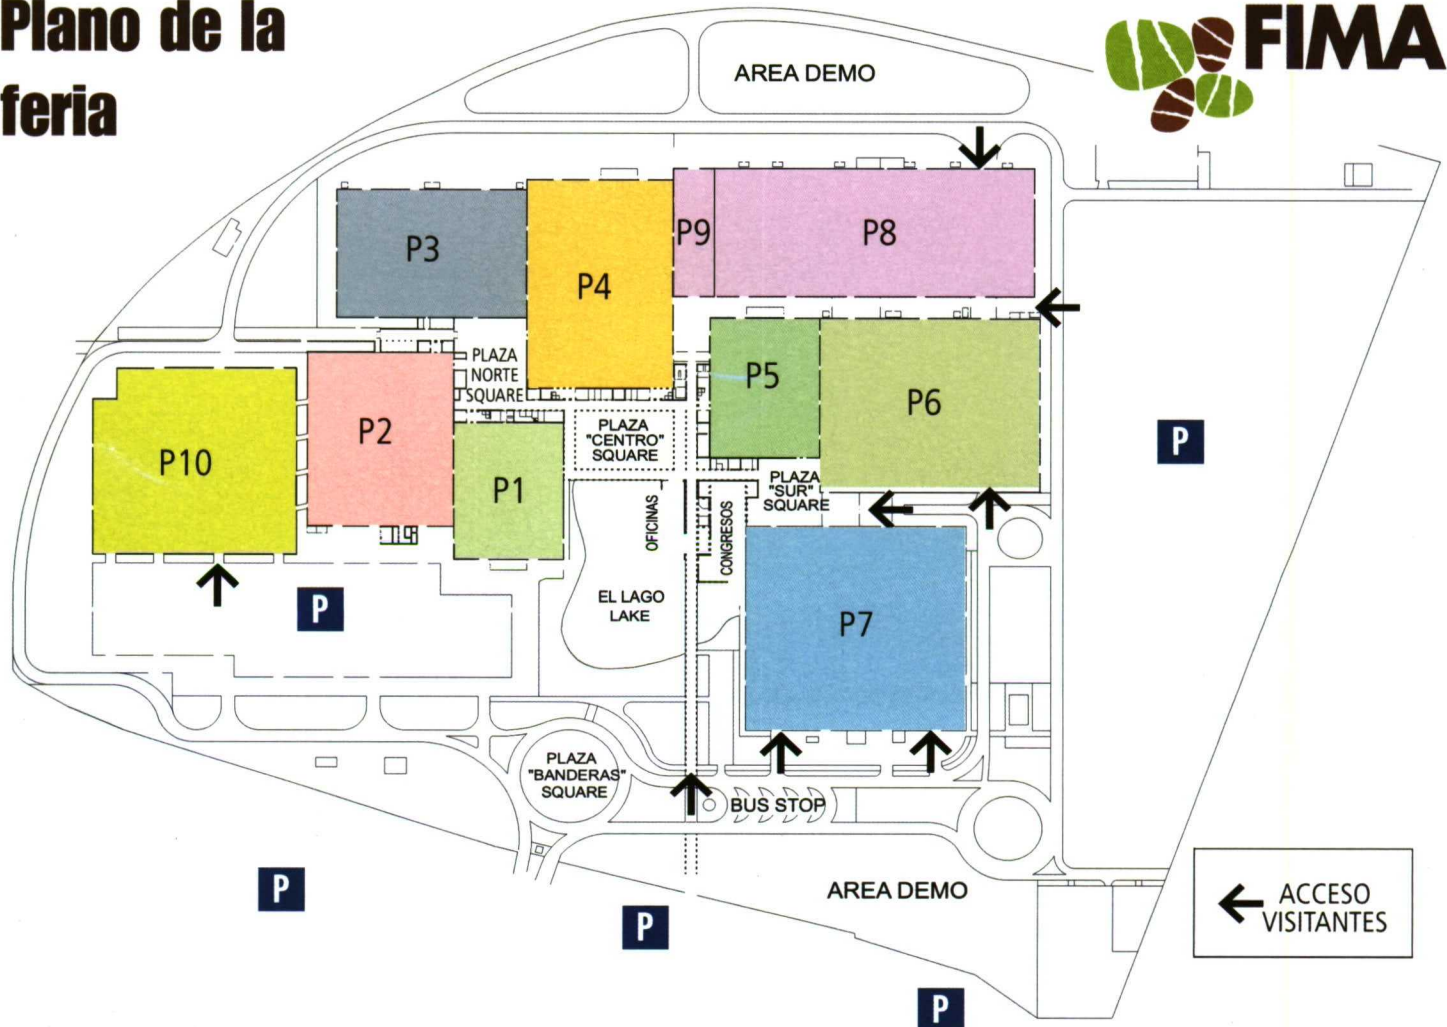 Plano de la
feria
FIMA
AREA DEMO
P3
P4
P9
P8
PLAZA
NORTE
SQUARE
P5
P6
P10
P2
P1
PLAZA
"CENTRO"
SQUARE
P
PLAZA
"SUR"
SQUARE
OFICINAS
CONGRESOS
EL LAGO
LAKE
P
P7
PLAZA
"BANDERAS"
SQUARE
BUS STOP
AREA DEMO
P
P
P
ACCESO
VISITANTES